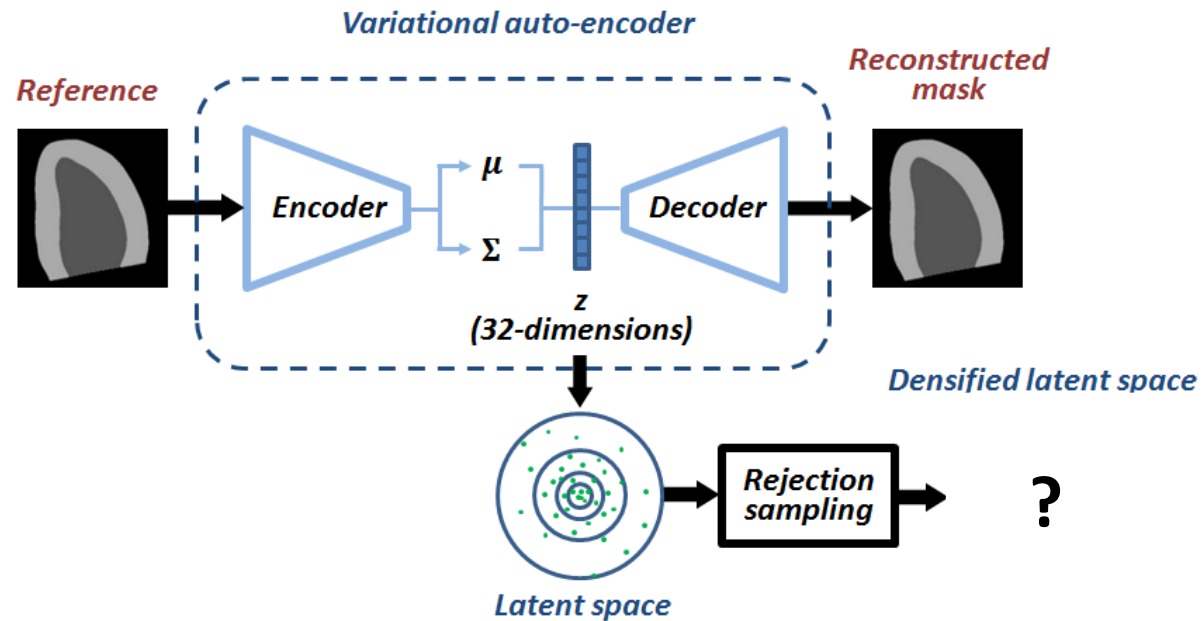 Variational auto-encoder
Reference
Reconstructed
mask
Encoder
μ
Σ
Decoder
z
(32-dimensions)
Densified latent space
Rejection
sampling
?
Latent space